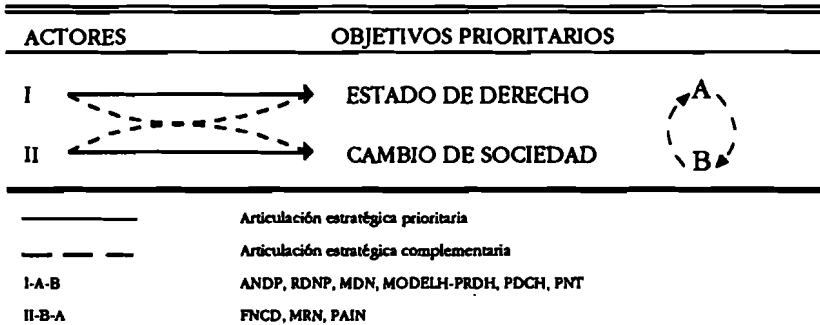 ACTORES OBJETIVOS PRIORITARIOS
I ESTADO DE DERECHO A
II CAMBIO DE SOCIEDAD B
Articulación estratégica prioritaria
Articulación estratégica complementaria
I-A-B ANDP, RDNP, MDN, MODELH-PRDH, PDCH, PNT
II-B-A FNCD, MRN, PAIN